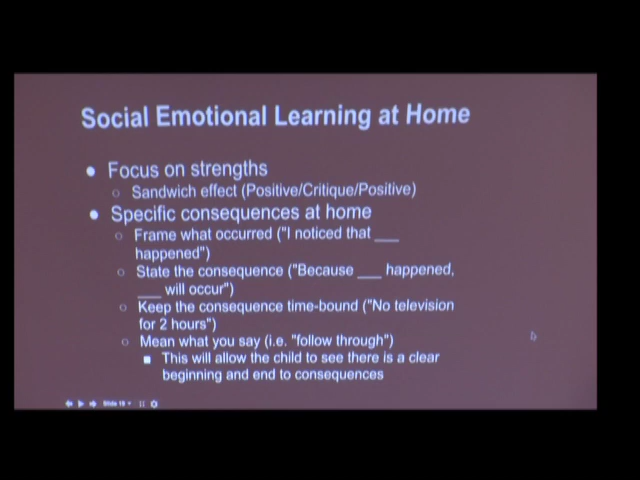 Social Emotional Learning at Home
● Focus on strengths
○ Sandwich effect (Positive/Critique/Positive)
● Specific consequences at home
○ Frame what occurred ("I noticed that ___
happened")
○ State the consequence ("Because ___ happened,
___ will occur")
○ Keep the consequence time-bound ("No television
for 2 hours")
○ Mean what you say (i.e. "follow through")
■ This will allow the child to see there is a clear
beginning and end to consequences
Slide 19